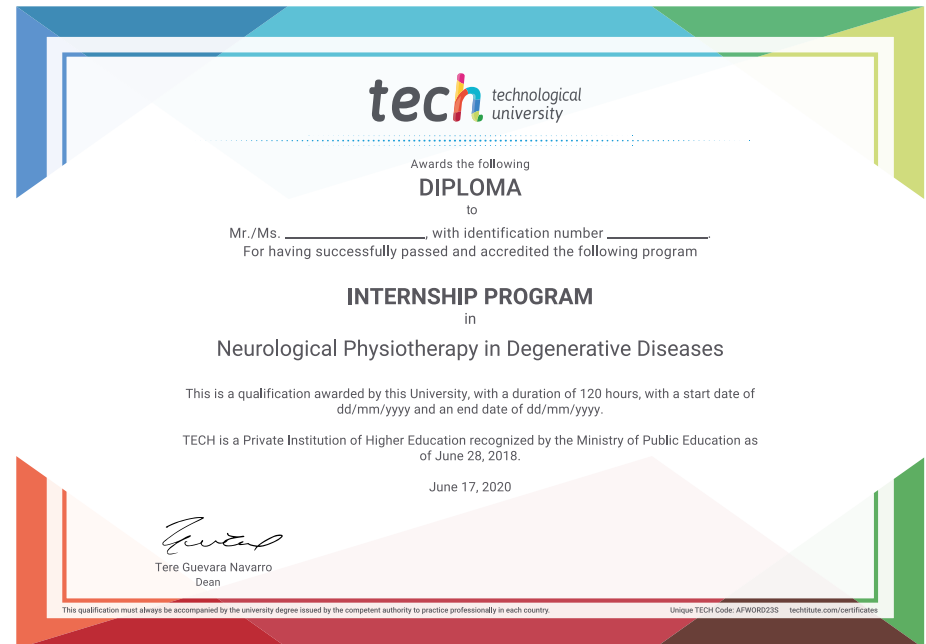 tech technological
university
Awards the following
DIPLOMA
to
Mr./Ms. ____________________, with identification number ______________.
For having successfully passed and accredited the following program
INTERNSHIP PROGRAM
in
Neurological Physiotherapy in Degenerative Diseases
This is a qualification awarded by this University, with a duration of 120 hours, with a start date of
dd/mm/yyyy and an end date of dd/mm/yyyy.
TECH is a Private Institution of Higher Education recognized by the Ministry of Public Education as
of June 28, 2018.
June 17, 2020
Tere Guevara Navarro
Dean
This qualification must always be accompanied by the university degree issued by the competent authority to practice professionally in each country. Unique TECH Code: AFWORD23S techtitute.com/certificates